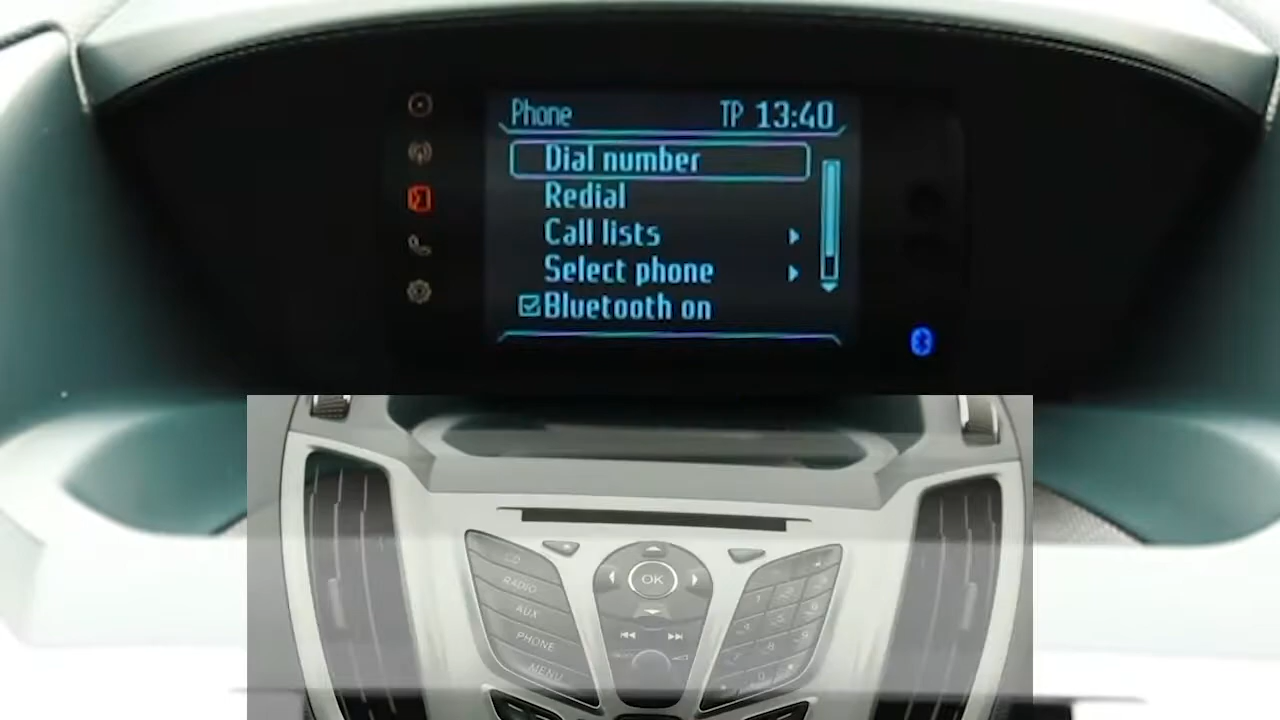 Phone TP 13:40
Dial number
Redial
Call lists
Select phone
Bluetooth on
CD
RADIO
AUX
PHONE
MENU
OK